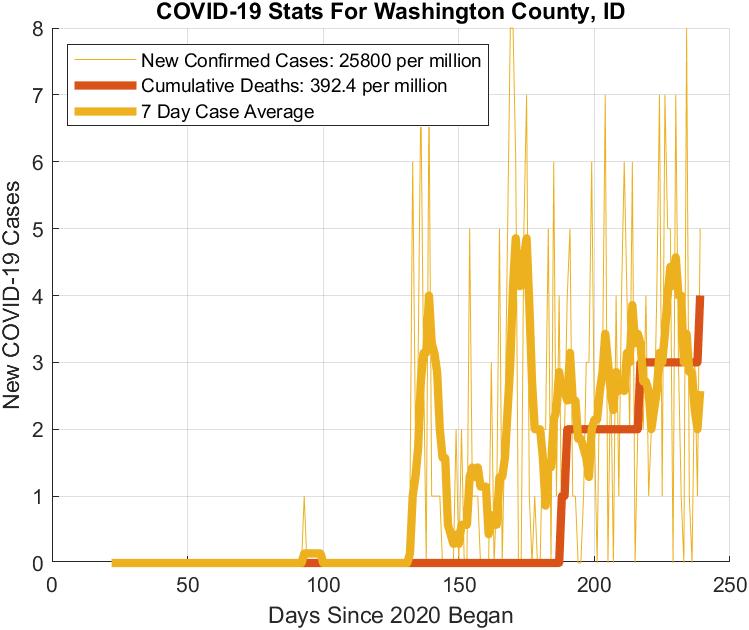 COVID-19 Stats For Washington County, ID
New Confirmed Cases: 25800 per million
Cumulative Deaths: 392.4 per million
7 Day Case Average
New COVID-19 Cases
8
7
6
5
4
3
2
1
0
0 50 100 150 200 250
Days Since 2020 Began